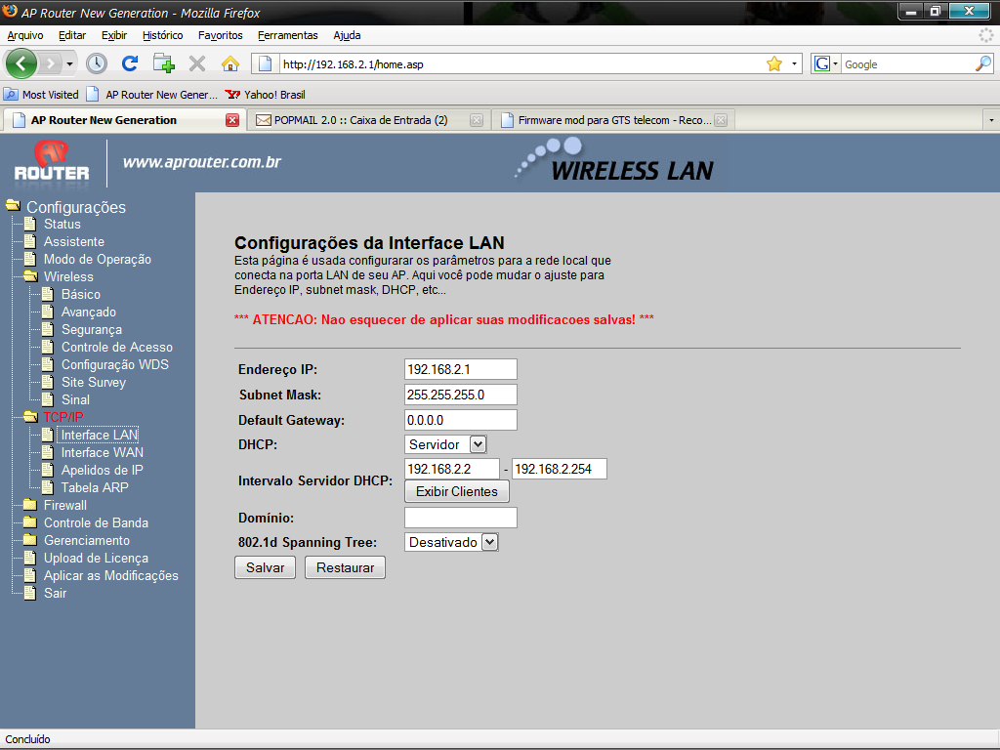 AP Router New Generation - Mozilla Firefox
Arquivo Editar Exibir Histórico Favoritos Ferramentas Ajuda
http://192.168.2.1/home.asp
G Google
Most Visited AP Router New Gener... Yahoo! Brasil
AP Router New Generation POPMAIL 2.0 :: Caixa de Entrada (2) Firmware mod para GTS telecom - Reco...
AP ROUTER
www.aprouter.com.br
WIRELESS LAN
Configurações
Status
Assistente
Modo de Operação
Wireless
Básico
Avançado
Segurança
Controle de Acesso
Configuração WDS
Site Survey
Sinal
TCP/IP
Interface LAN
Interface WAN
Apelidos de IP
Tabela ARP
Firewall
Controle de Banda
Gerenciamento
Upload de Licença
Aplicar as Modificações
Sair
Configurações da Interface LAN
Esta página é usada configurarar os parâmetros para a rede local que
conecta na porta LAN de seu AP. Aqui você pode mudar o ajuste para
Endereço IP, subnet mask, DHCP, etc...
*** ATENCAO: Nao esquecer de aplicar suas modificacoes salvas! ***
Endereço IP: 192.168.2.1
Subnet Mask: 255.255.255.0
Default Gateway: 0.0.0.0
DHCP: Servidor
Intervalo Servidor DHCP: 192.168.2.2 - 192.168.2.254
Exibir Clientes
Domínio:
802.1d Spanning Tree: Desativado
Salvar Restaurar
Concluído